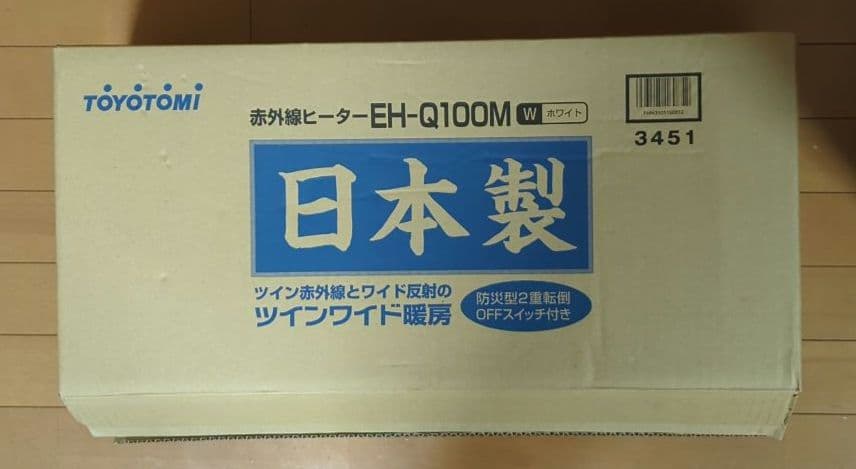 TOYOTOMI
赤外線ヒーター EH-Q100M W ホワイト
3451
日本製
ツイン赤外線とワイド反射の
ツインワイド暖房
防災型2重転倒
OFFスイッチ付き